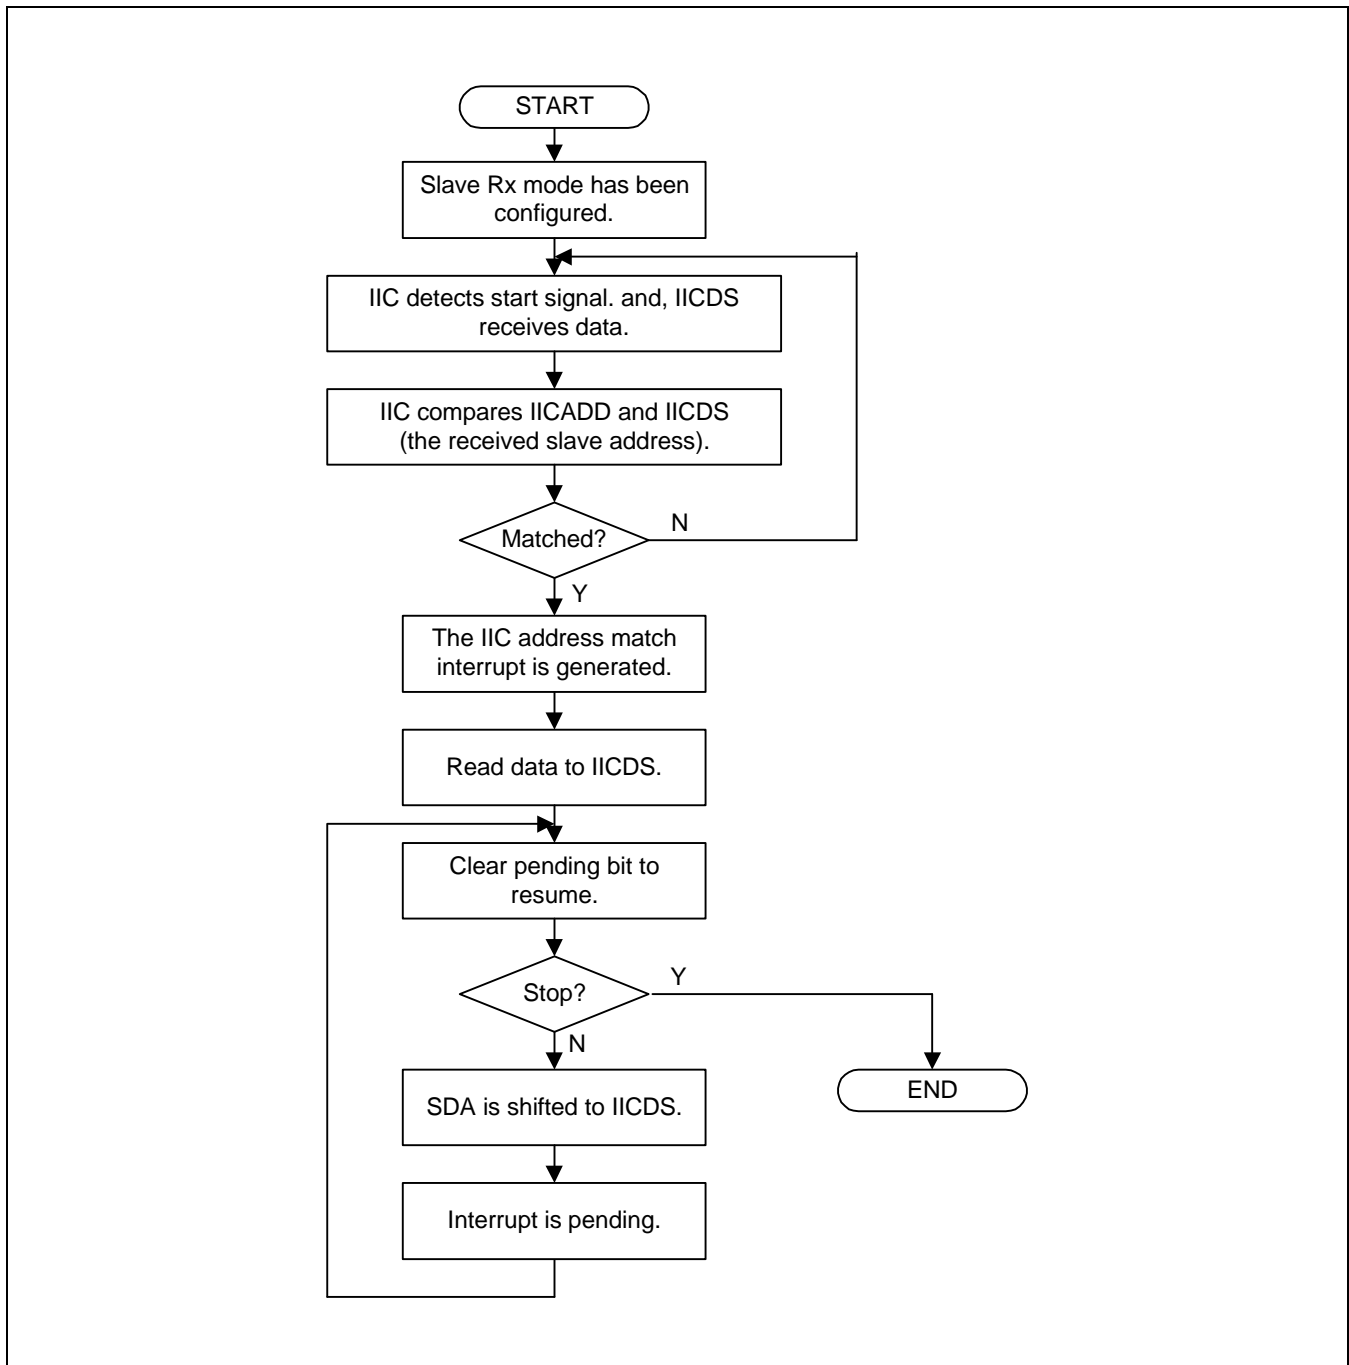 START
Slave Rx mode has been
configured.
IIC detects start signal. and, IICDS
receives data.
IIC compares IICADD and IICDS
(the received slave address).
Matched?
N
Y
The IIC address match
interrupt is generated.
Read data to IICDS.
Clear pending bit to
resume.
Stop?
Y
N
SDA is shifted to IICDS.
END
Interrupt is pending.